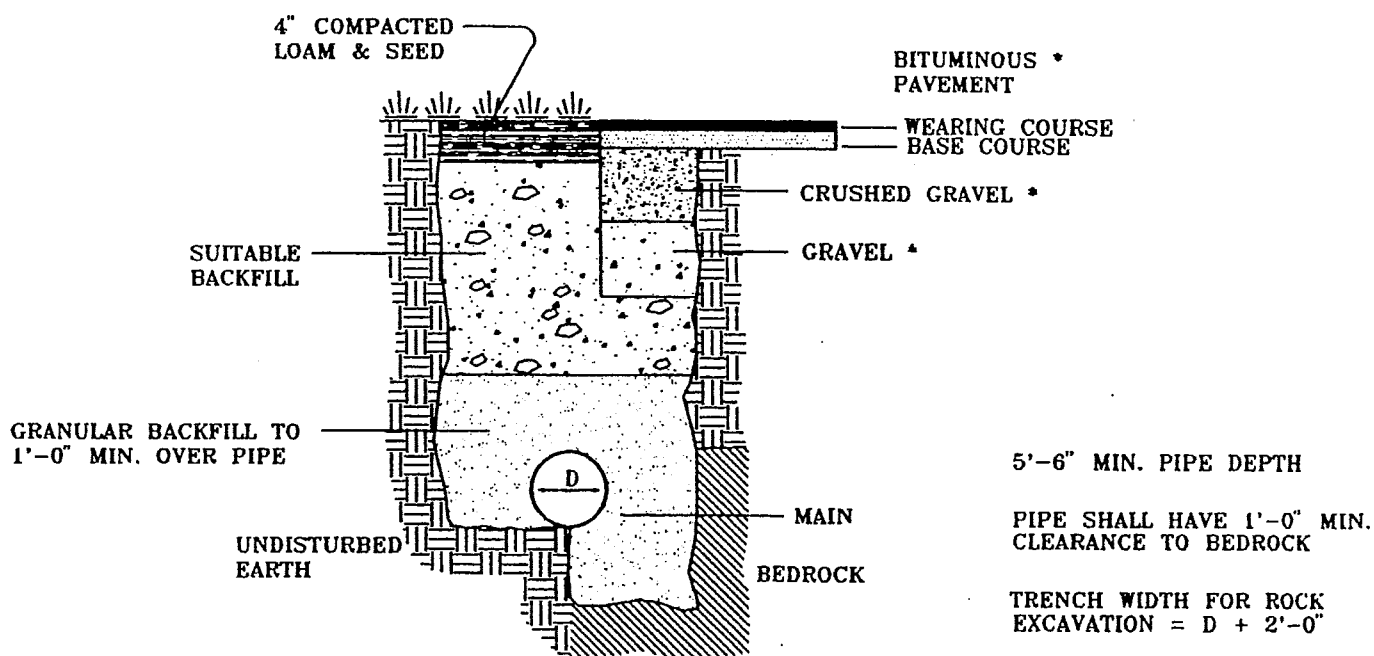 4" COMPACTED
LOAM & SEED
BITUMINOUS *
PAVEMENT
WEARING COURSE
BASE COURSE
CRUSHED GRAVEL *
SUITABLE
BACKFILL
GRAVEL *
GRANULAR BACKFILL TO
1'-0" MIN. OVER PIPE
D
MAIN
UNDISTURBED
EARTH
BEDROCK
5'-6" MIN. PIPE DEPTH
PIPE SHALL HAVE 1'-0" MIN.
CLEARANCE TO BEDROCK
TRENCH WIDTH FOR ROCK
EXCAVATION = D + 2'-0"